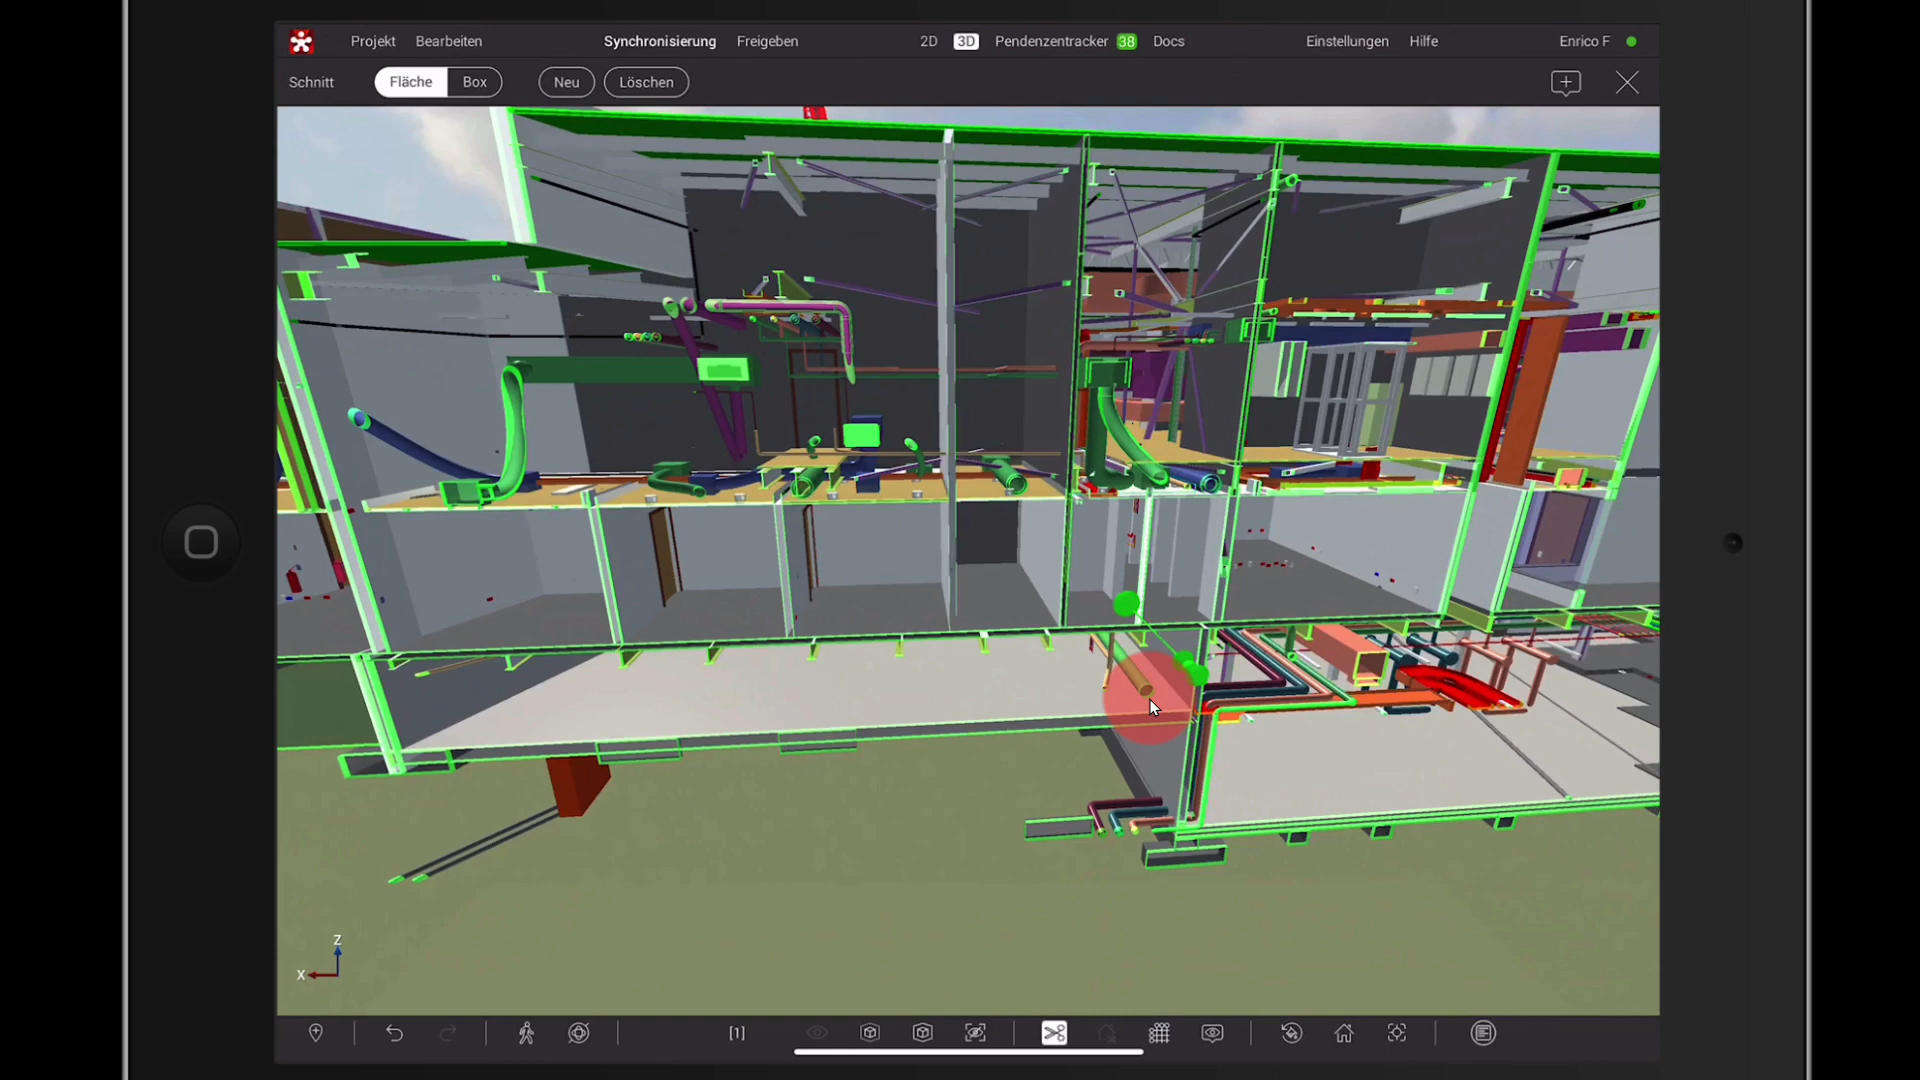 Projekt Bearbeiten Synchronisierung Freigeben 2D 3D Pendenzentracker 38 Docs Einstellungen Hilfe Enrico F
Schnitt Fläche Box Neu Löschen
Z
X
[1]